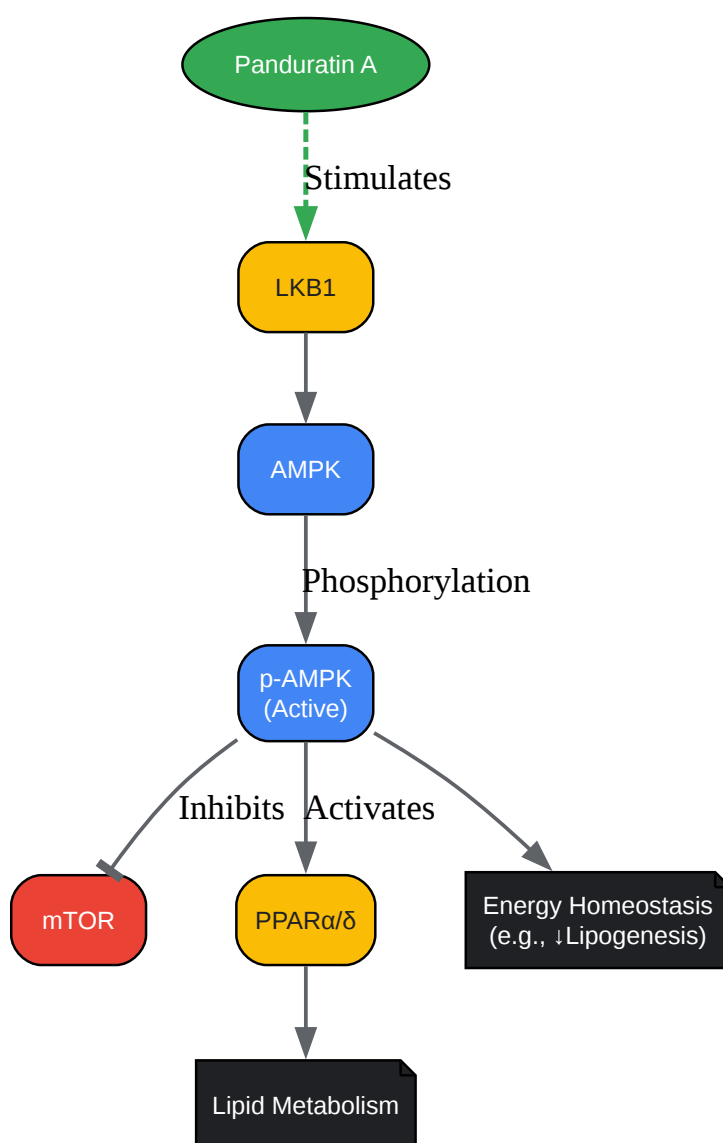 Panduratin A
Stimulates
LKB1
AMPK
Phosphorylation
p-AMPK
(Active)
Inhibits
Activates
mTOR
PPARα/δ
Energy Homeostasis
(e.g., ↓Lipogenesis)
Lipid Metabolism